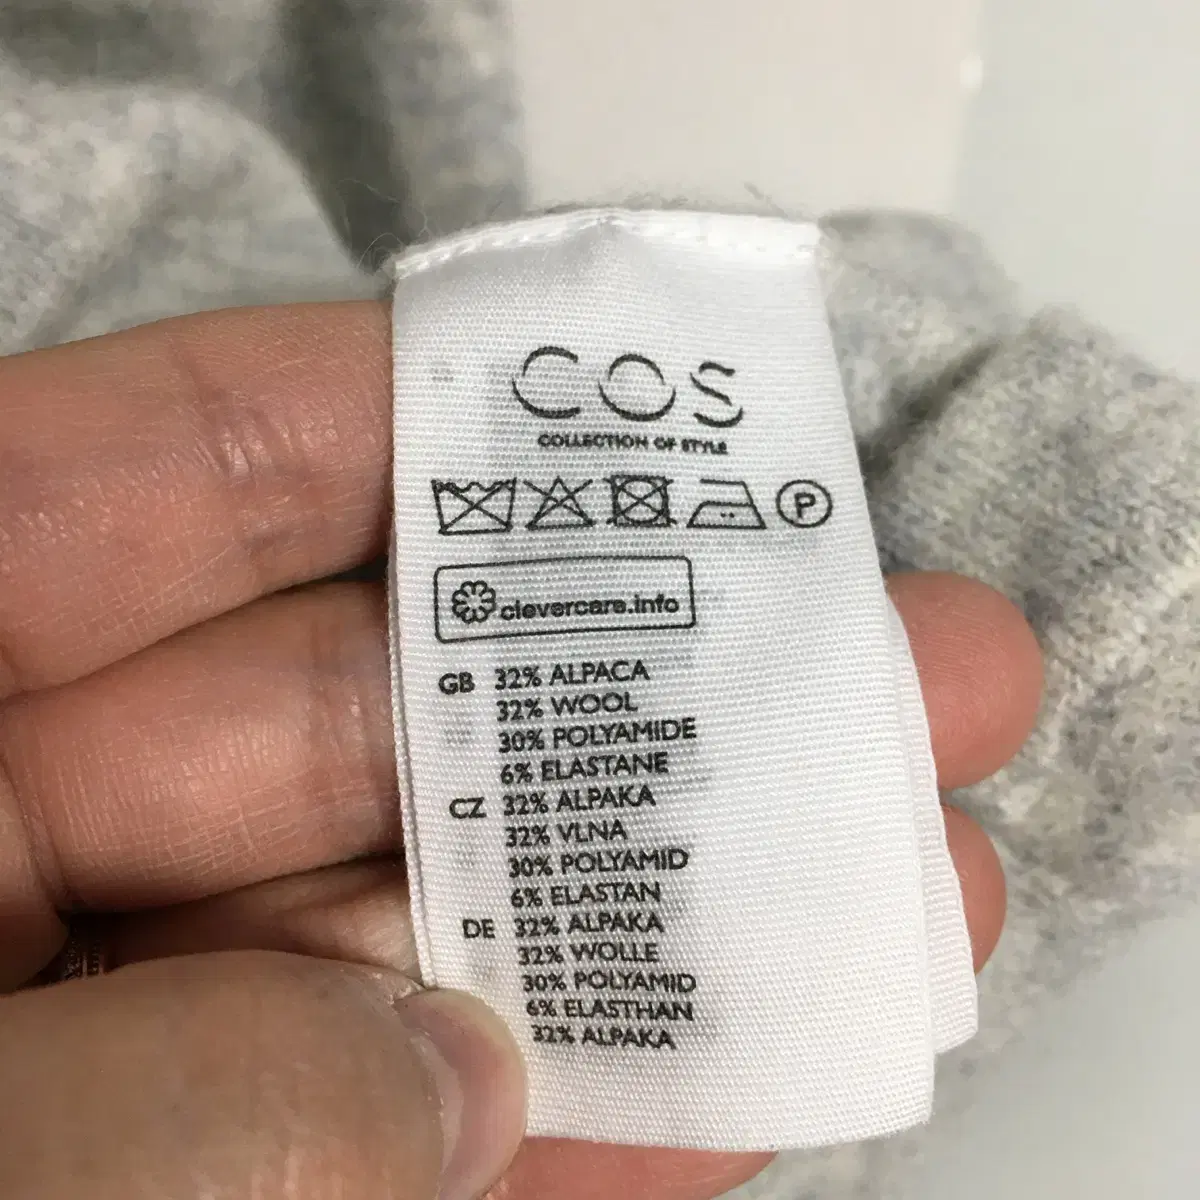 COS
COLLECTION OF STYLE
P
clevercare.info
GB 32% ALPACA
32% WOOL
30% POLYAMIDE
6% ELASTANE
CZ 32% ALPAKA
32% VLNA
30% POLYAMID
6% ELASTAN
DE 32% ALPAKA
32% WOLLE
30% POLYAMID
6% ELASTHAN
32% ALPAKA